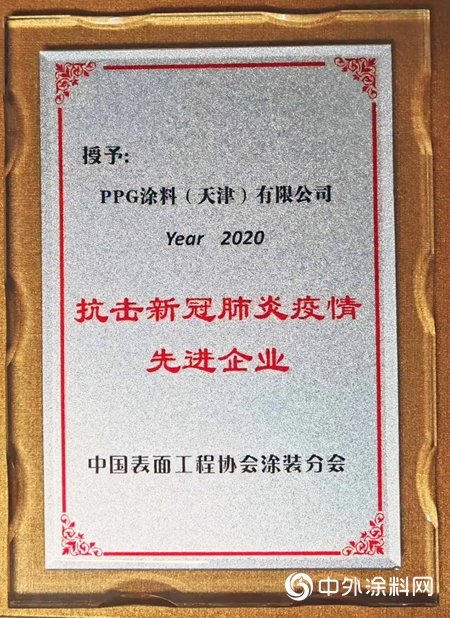 授予:
PPG涂料（天津）有限公司
Year 2020
抗击新冠肺炎疫情
先进企业
中国表面工程协会涂装分会
中外涂料网